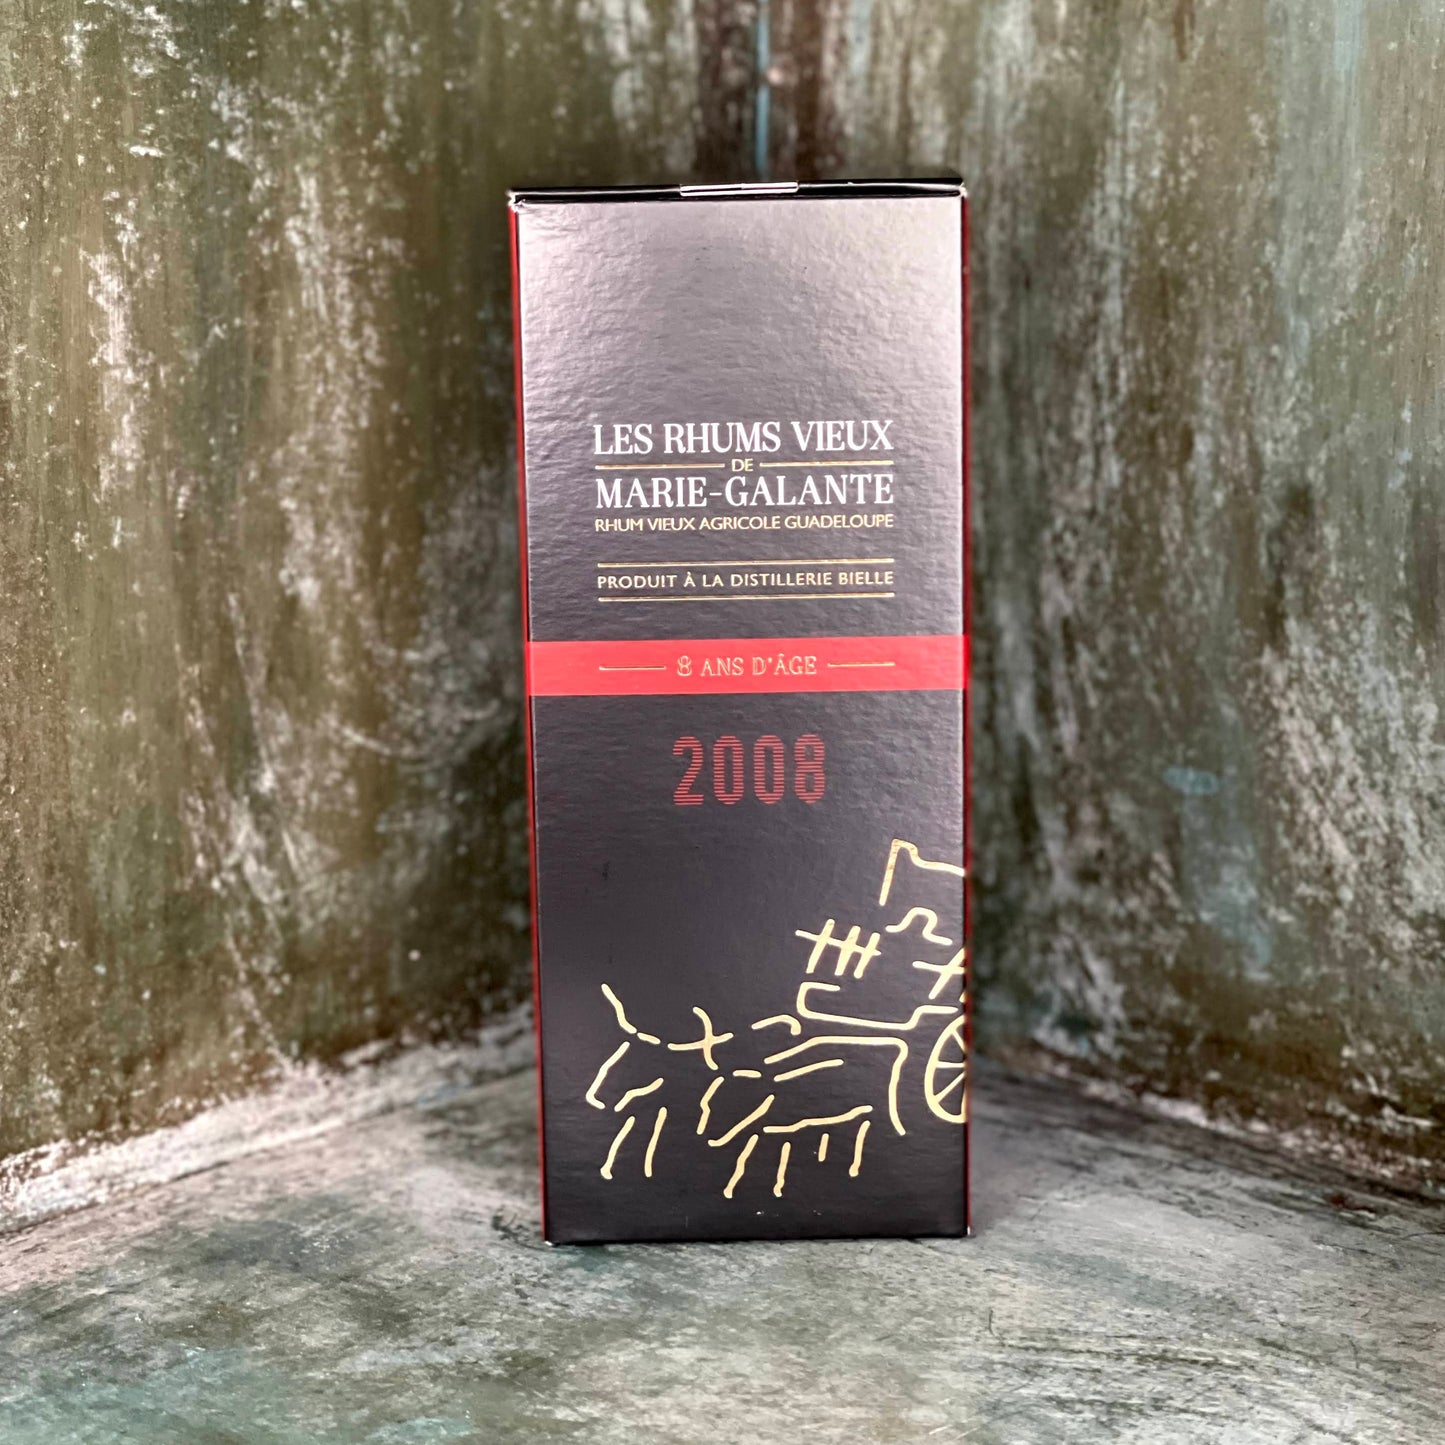 LES RHUMS VIEUX
DE
MARIE-GALANTE
RHUM VIEUX AGRICOLE GUADELOUPE
PRODUIT À LA DISTILLERIE BIELLE
8 ANS D'ÂGE
2008